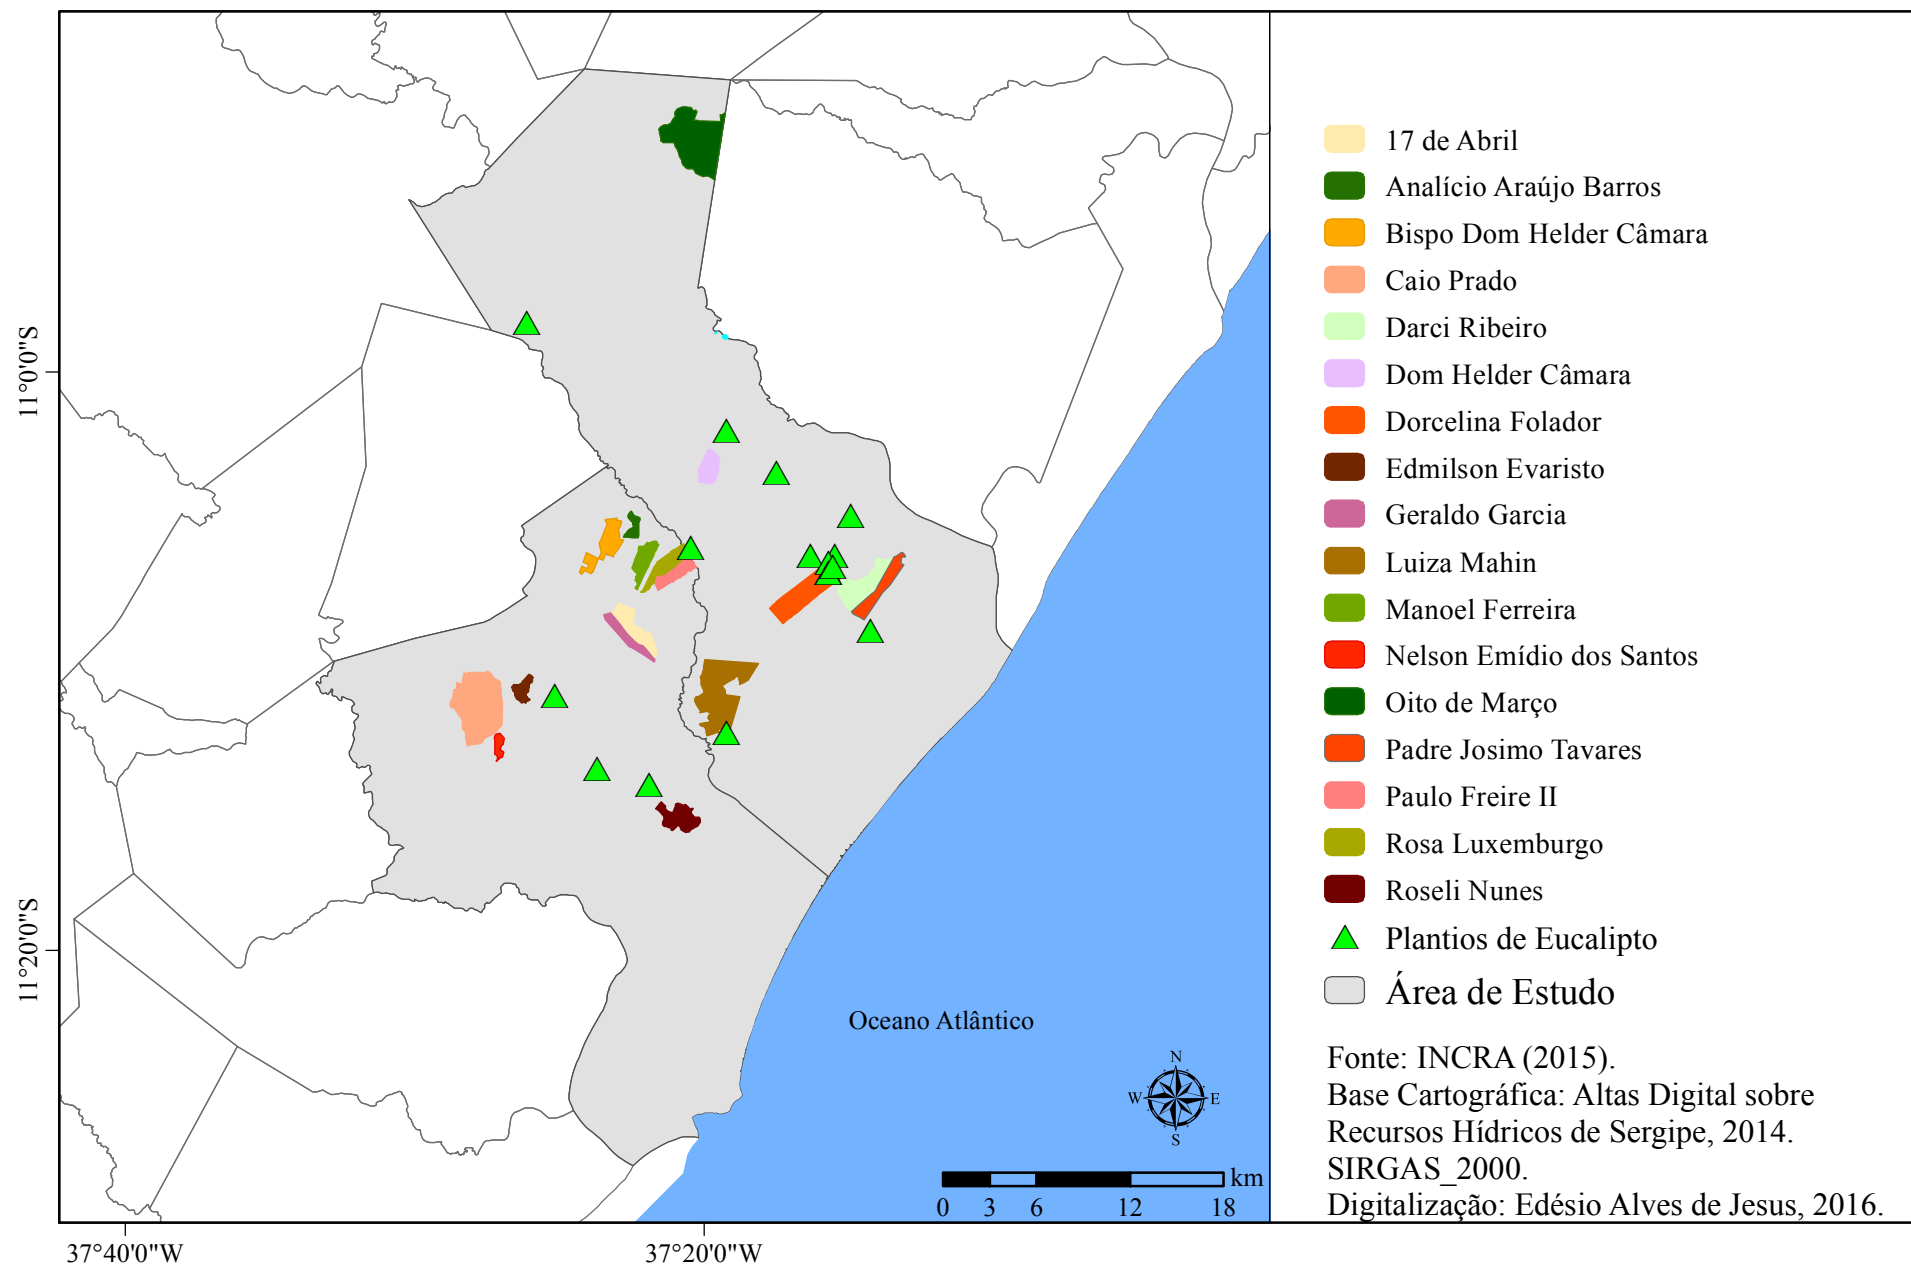 17 de Abril
Analício Araújo Barros
Bispo Dom Helder Câmara
Caio Prado
Darci Ribeiro
Dom Helder Câmara
Dorcelina Folador
Edmilson Evaristo
Geraldo Garcia
Luiza Mahin
Manoel Ferreira
Nelson Emídio dos Santos
Oito de Março
Padre Josimo Tavares
Paulo Freire II
Rosa Luxemburgo
Roseli Nunes
Plantios de Eucalipto
Área de Estudo
Fonte: INCRA (2015).
Base Cartográfica: Altas Digital sobre
Recursos Hídricos de Sergipe, 2014.
SIRGAS_2000.
Digitalização: Edésio Alves de Jesus, 2016.
11°0'0"S
11°20'0"S
Oceano Atlântico
N
W E
S
km
0 3 6 12 18
37°40'0"W 37°20'0"W